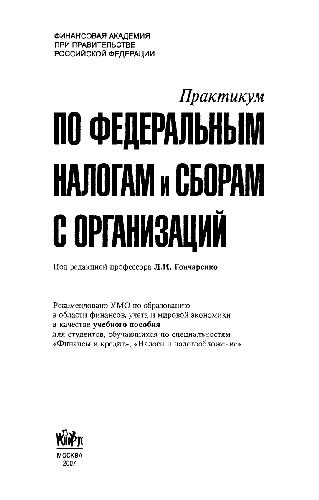 ФИНАНСОВАЯ АКАДЕМИЯ
ПРИ ПРАВИТЕЛЬСТВЕ
РОССИЙСКОЙ ФЕДЕРАЦИИ
Практикум
ПО ФЕДЕРАЛЬНЫМ
НАЛОГАМ и СБОРАМ
С ОРГАНИЗАЦИЙ
Под редакцией профессора Л.И. Гончаренко
Рекомендовано УМО по образованию
в области финансов, учета и мировой экономики
в качестве учебного пособия
для студентов, обучающихся по специальностям
«Финансы и кредит», «Налоги и налогообложение»
МОСКВА
2007